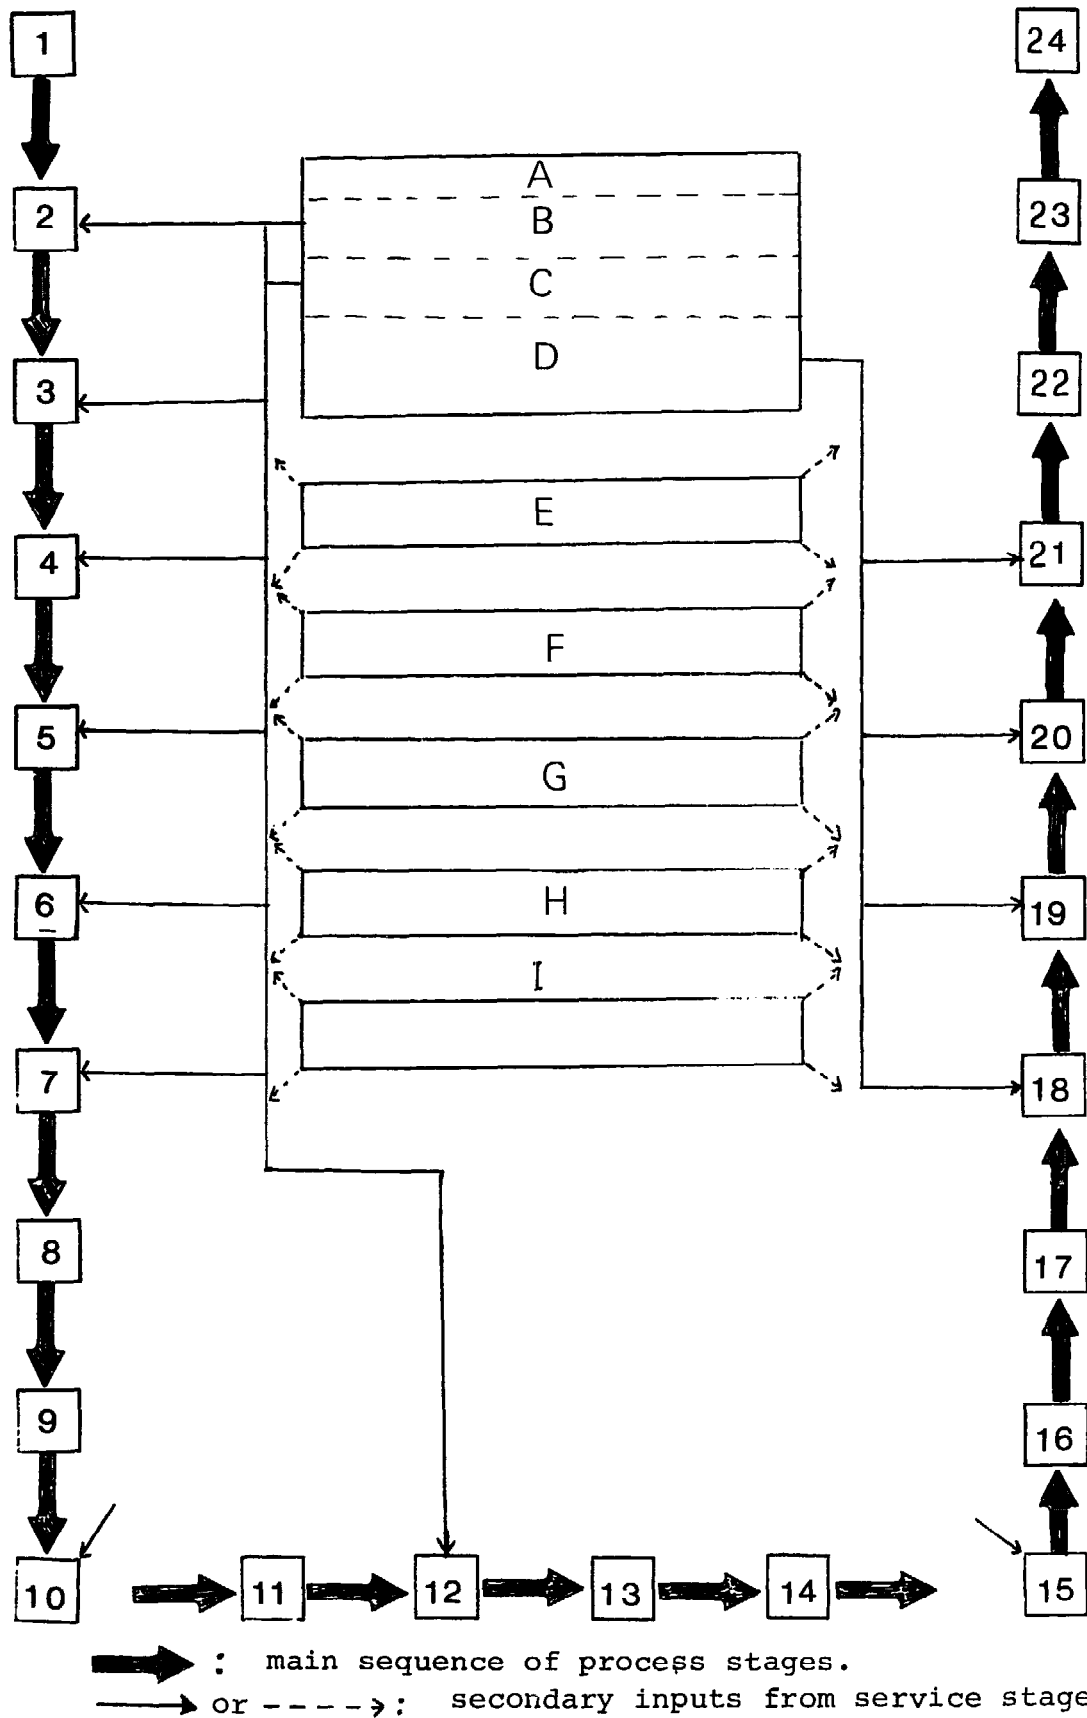 1
24
A
2
B
23
C
D
3
22
E
4
21
F
5
20
G
6
H
19
I
7
18
8
17
9
16
10
11
12
13
14
15
: main sequence of process stages.
or ----> : secondary inputs from service stage